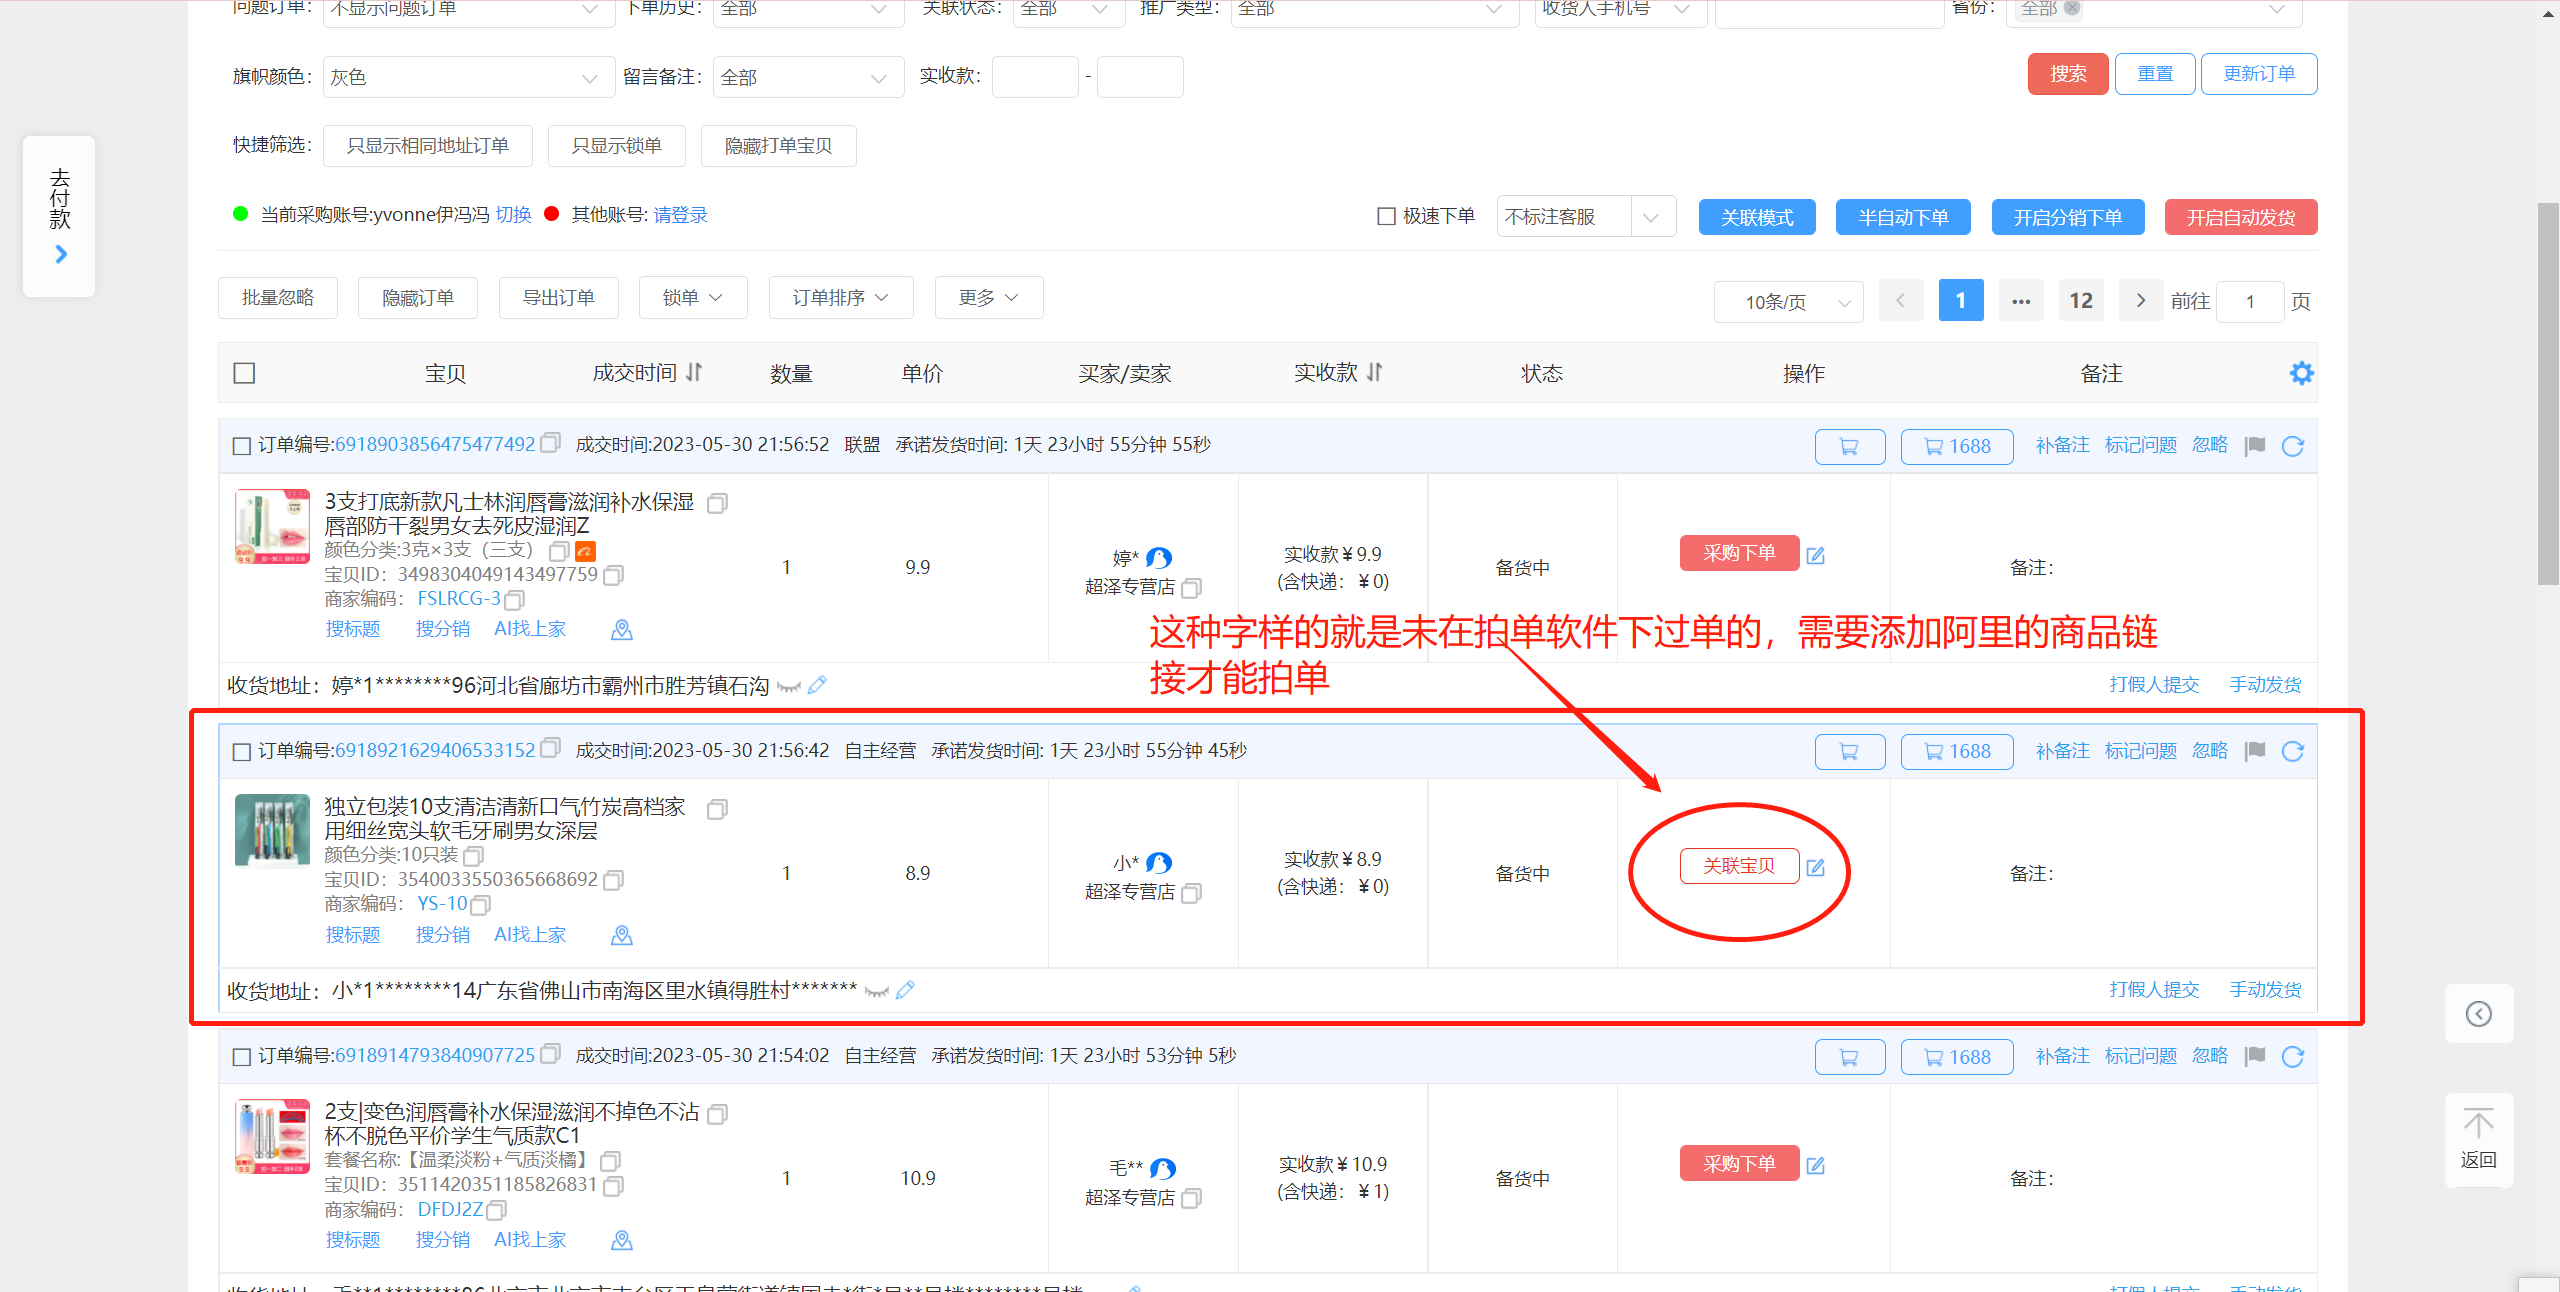 问题订单： 不显示问题订单 下单历史： 全部 关联状态： 全部 推广类型： 全部 收货人手机号 省份： 全部
旗帜颜色： 灰色 留言备注： 全部 实收款： - 搜索 重置 更新订单
快捷筛选： 只显示相同地址订单 只显示锁单 隐藏打单宝贝
去付款
当前采购账号:yvonne伊冯冯 切换 其他账号: 请登录 极速下单 不标注客服 关联模式 半自动下单 开启分销下单 开启自动发货
批量忽略 隐藏订单 导出订单 锁单 订单排序 更多 10条/页 1 ••• 12 前往 1 页
宝贝 成交时间 数量 单价 买家/卖家 实收款 状态 操作 备注
订单编号:6918903856475477492 成交时间:2023-05-30 21:56:52 联盟 承诺发货时间: 1天 23小时 55分钟 55秒 1688 补备注 标记问题 忽略
3支打底新款凡士林润唇膏滋润补水保湿
唇部防干裂男女去死皮湿润Z
颜色分类:3克×3支（三支）
宝贝ID：3498304049143497759
商家编码： FSLRCG-3
搜标题 搜分销 AI找上家
1 9.9
婷*
超泽专营店
实收款￥9.9
(含快递：￥0)
备货中 采购下单 备注：
这种字样的就是未在拍单软件下过单的，需要添加阿里的商品链
接才能拍单
收货地址：婷*1********96河北省廊坊市霸州市胜芳镇石沟 打假人提交 手动发货
订单编号:6918921629406533152 成交时间:2023-05-30 21:56:42 自主经营 承诺发货时间: 1天 23小时 55分钟 45秒 1688 补备注 标记问题 忽略
独立包装10支清洁清新口气竹炭高档家
用细丝宽头软毛牙刷男女深层
颜色分类:10只装
宝贝ID：3540033550365668692
商家编码： YS-10
搜标题 搜分销 AI找上家
1 8.9
小*
超泽专营店
实收款￥8.9
(含快递：￥0)
备货中 关联宝贝 备注：
收货地址：小*1********14广东省佛山市南海区里水镇得胜村******* 打假人提交 手动发货
订单编号:6918914793840907725 成交时间:2023-05-30 21:54:02 自主经营 承诺发货时间: 1天 23小时 53分钟 5秒 1688 补备注 标记问题 忽略
2支|变色润唇膏补水保湿滋润不掉色不沾
杯不脱色平价学生气质款C1
套餐名称:【温柔淡粉+气质淡橘】
宝贝ID：3511420351185826831
商家编码： DFDJ2Z
搜标题 搜分销 AI找上家
1 10.9
毛**
超泽专营店
实收款￥10.9
(含快递：￥1)
备货中 采购下单 备注：
返回
收货地址： 打假人提交 手动发货